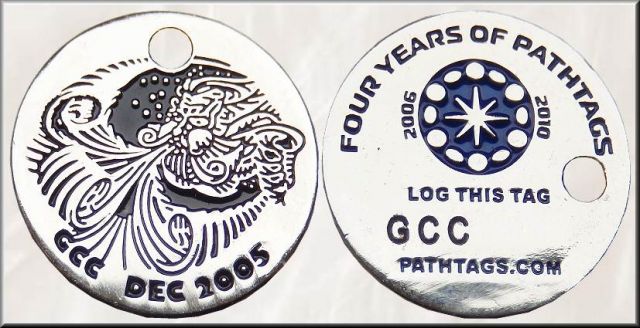 GCC DEC 2005
FOUR YEARS OF PATHTAGS
2006 2010
LOG THIS TAG
GCC
PATHTAGS.COM